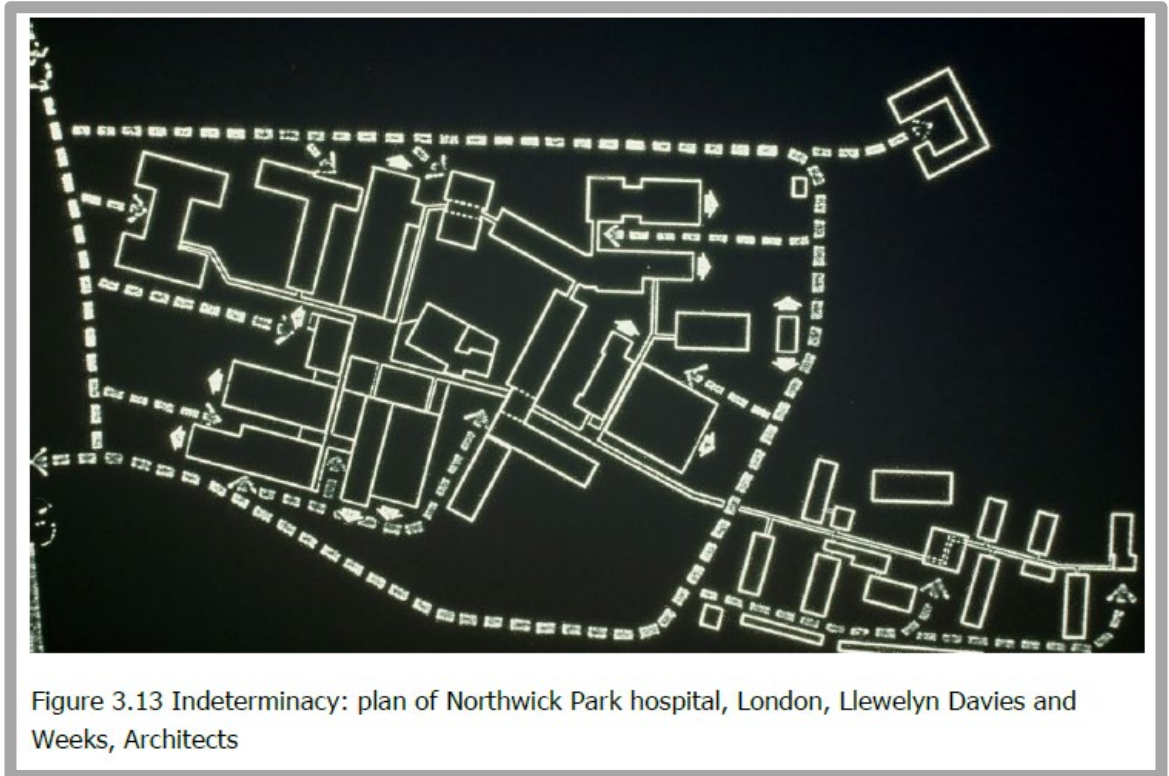 Figure 3.13 Indeterminacy: plan of Northwick Park hospital, London, Llewelyn Davies and
Weeks, Architects